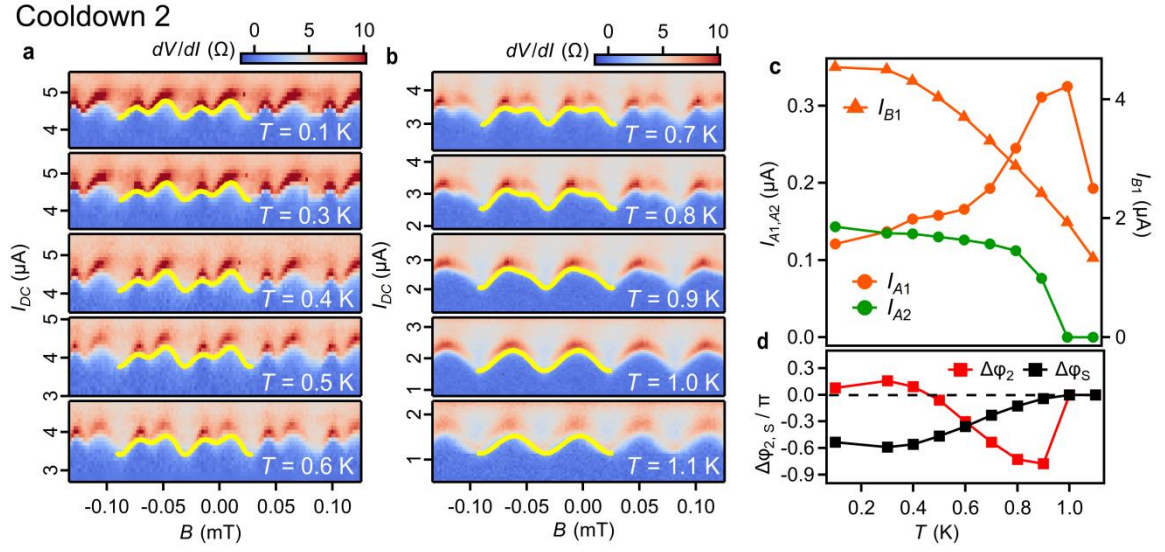 Cooldown 2
a
dV/dI (Ω)
0 5 10
5
4
T = 0.1 K
5
4
T = 0.3 K
5
4
T = 0.4 K
5
4
3
T = 0.5 K
4
3
T = 0.6 K
I_DC (μA)
-0.10 -0.05 0.00 0.05 0.10
B (mT)
b
dV/dI (Ω)
0 5 10
4
3
T = 0.7 K
4
3
2
T = 0.8 K
3
2
T = 0.9 K
3
2
1
T = 1.0 K
2
1
T = 1.1 K
I_DC (μA)
-0.10 -0.05 0.00 0.05 0.10
B (mT)
c
I_B1
I_A1
I_A2
0.3
0.2
0.1
0.0
I_A1,A2 (μA)
4
2
0
I_B1 (μA)
d
Δφ_2 Δφ_S
0.3
0.0
-0.3
-0.6
-0.9
Δφ_2,S / π
0.2 0.4 0.6 0.8 1.0
T (K)